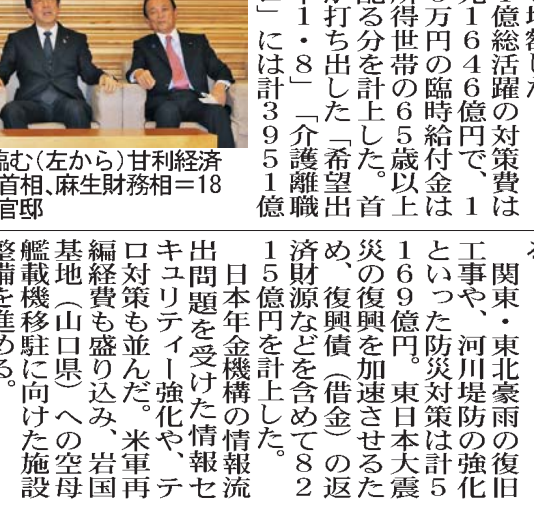 億総活躍の対策費は
1646億円で、1
万円の臨時給付金は
所得世帯の65歳以上
配る分を計上した。首
が打ち出した「希望出
1・8」「介護離職
」には計3951億
臨む(左から)甘利経済
首相、麻生財務相=18
官邸
関東・東北豪雨の復旧
工事や、河川堤防の強化
といった防災対策は計5
169億円。東日本大震
災の復興を加速させるた
め、復興債(借金)の返
済財源などを含めて82
15億円を計上した。
日本年金機構の情報流
出問題を受けた情報セ
キュリティー強化や、テ
ロ対策も並んだ。米軍再
編経費も盛り込み、岩国
基地(山口県)への空母
艦載機移駐に向けた施設
整備を進める。